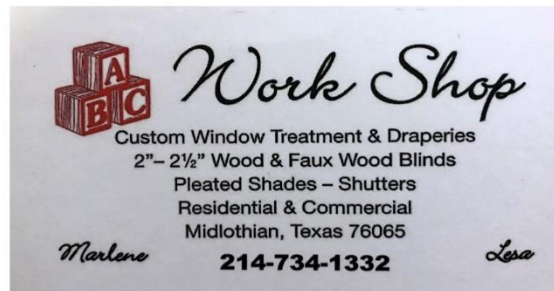 A
B C
Work Shop
Custom Window Treatment & Draperies
2”– 2½” Wood & Faux Wood Blinds
Pleated Shades – Shutters
Residential & Commercial
Midlothian, Texas 76065
Marlene 214-734-1332 Lesa